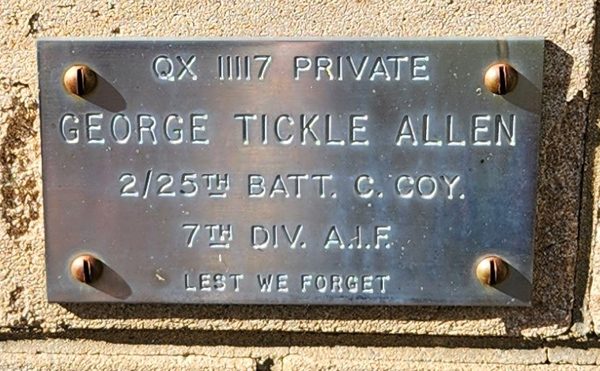 QX 11117 PRIVATE
GEORGE TICKLE ALLEN
2/25TH BATT. C. COY.
7TH DIV. A.I.F.
LEST WE FORGET